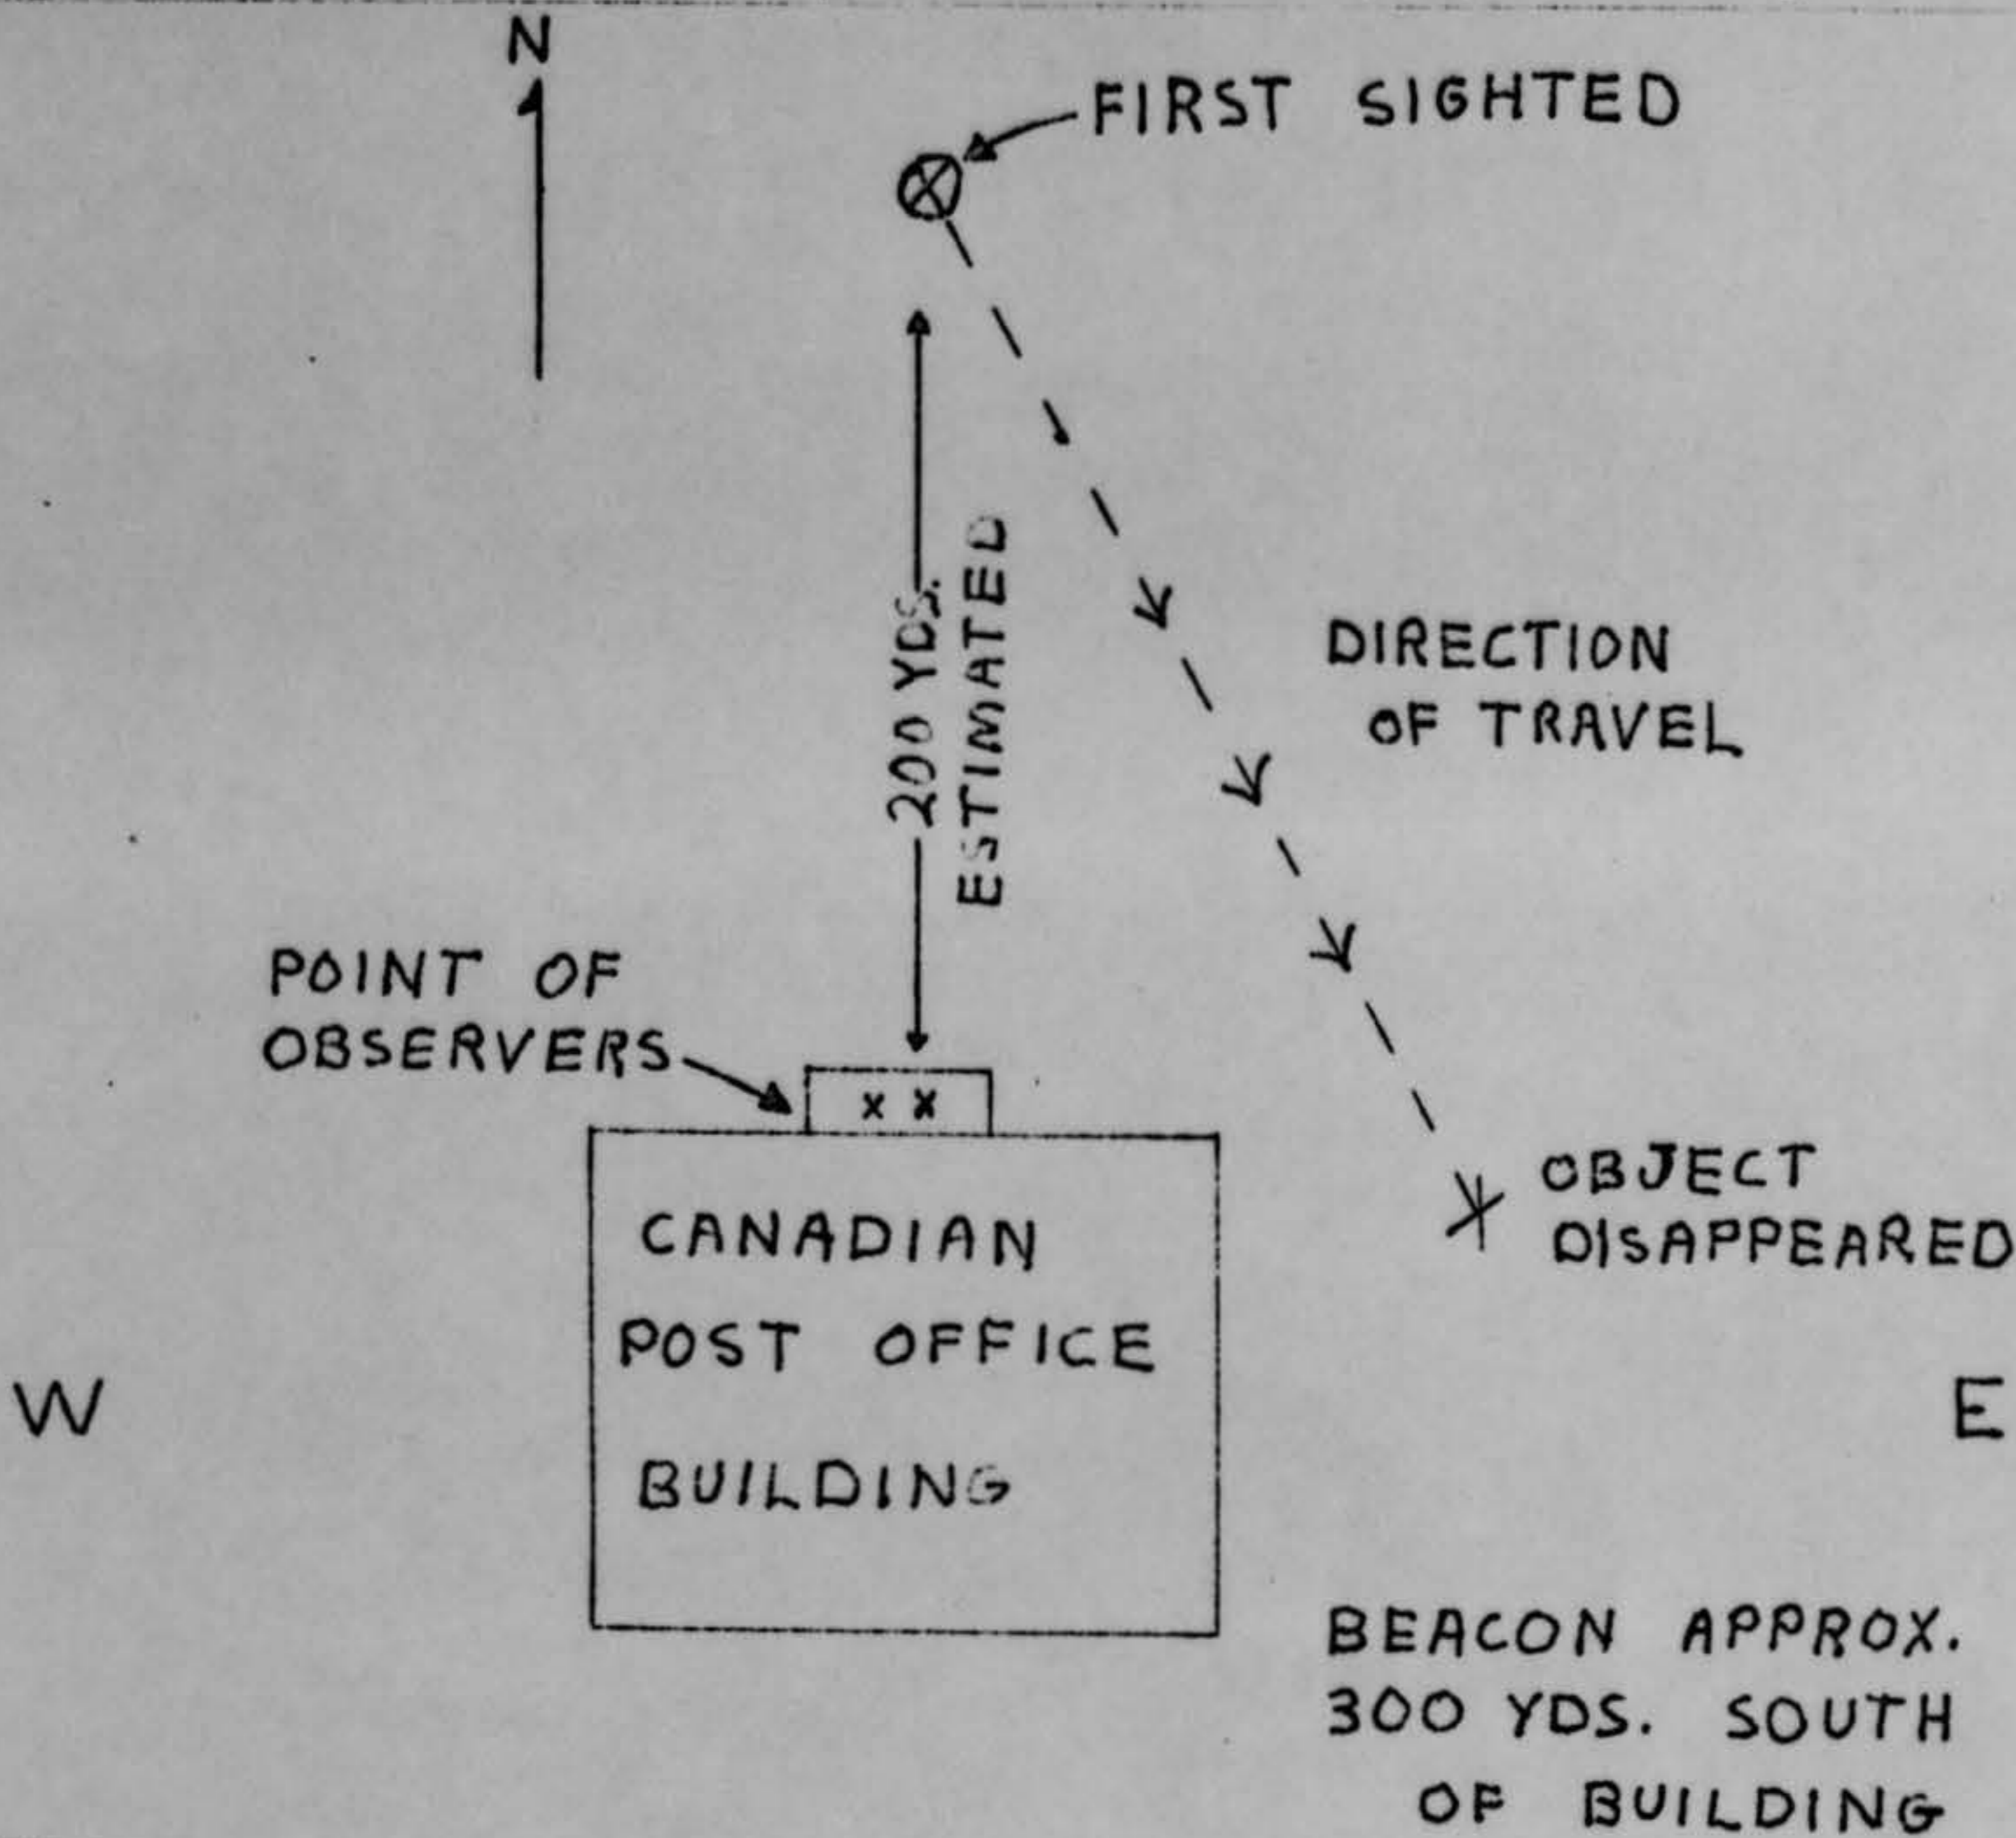 N
FIRST SIGHTED
200 YDS.
ESTIMATED
DIRECTION
OF TRAVEL
POINT OF
OBSERVERS
x x
OBJECT
DISAPPEARED
CANADIAN
POST OFFICE
BUILDING
W
E
BEACON APPROX.
300 YDS. SOUTH
OF BUILDING